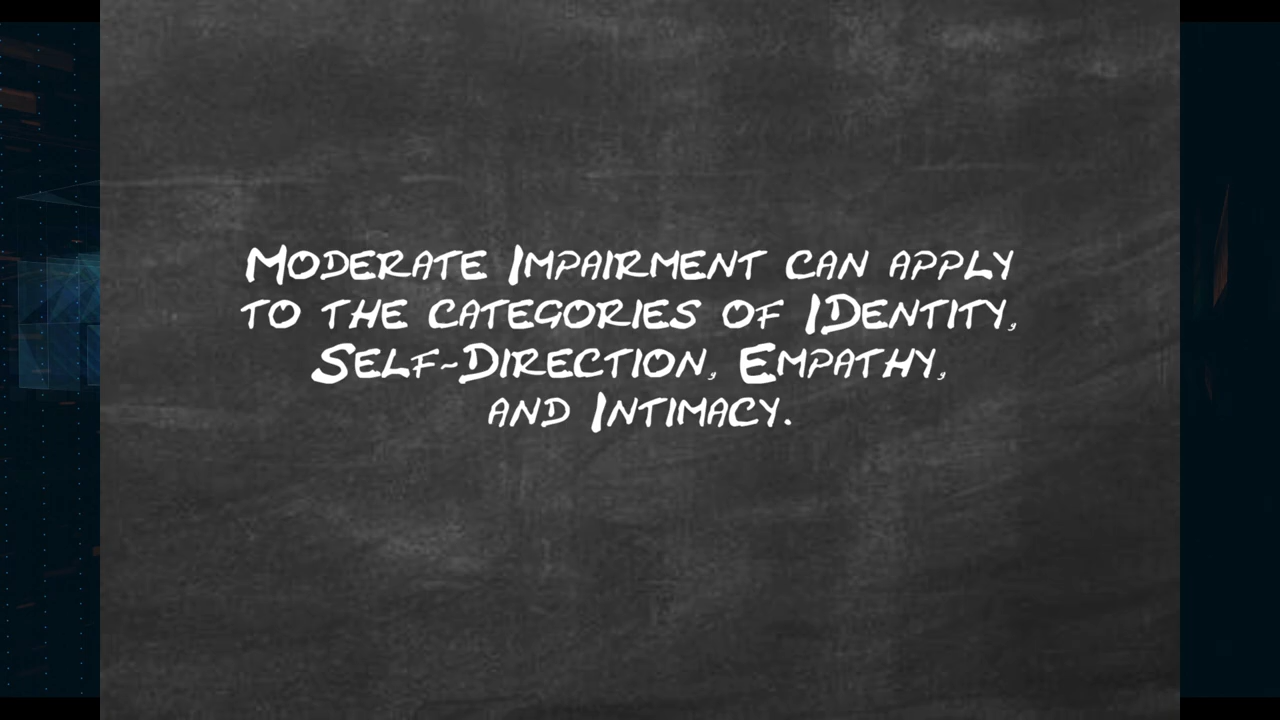 Moderate Impairment can apply
to the categories of IDentity,
Self-Direction, Empathy,
and Intimacy.